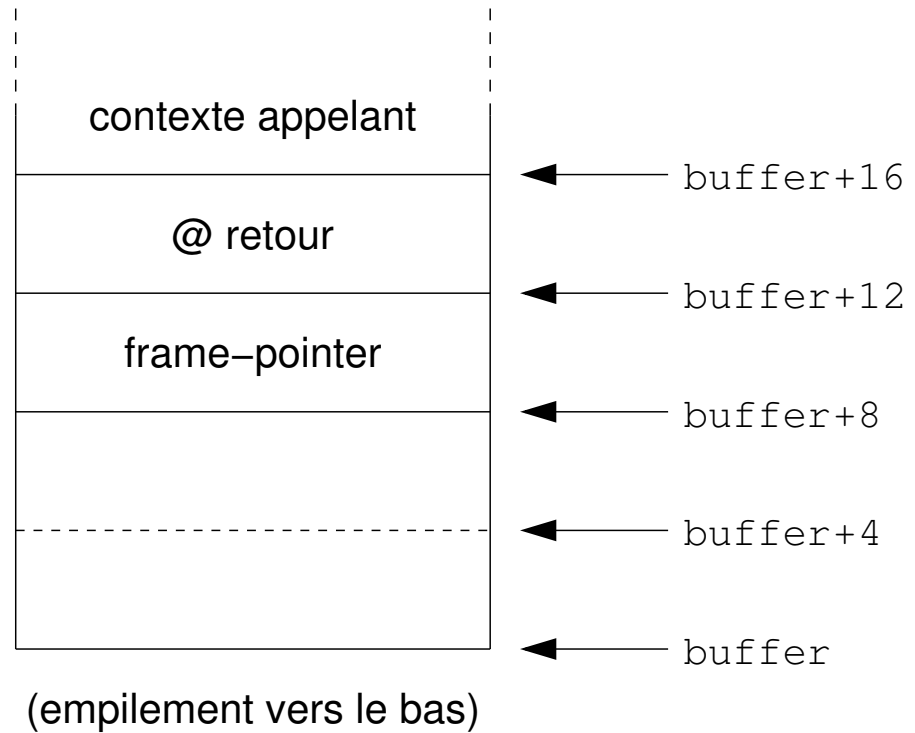 contexte appelant
buffer+16
@ retour
buffer+12
frame−pointer
buffer+8
buffer+4
buffer
(empilement vers le bas)